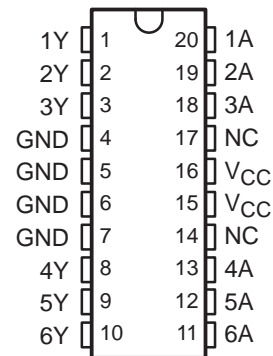 1Y 1 20 1A
2Y 2 19 2A
3Y 3 18 3A
GND 4 17 NC
GND 5 16 VCC
GND 6 15 VCC
GND 7 14 NC
4Y 8 13 4A
5Y 9 12 5A
6Y 10 11 6A